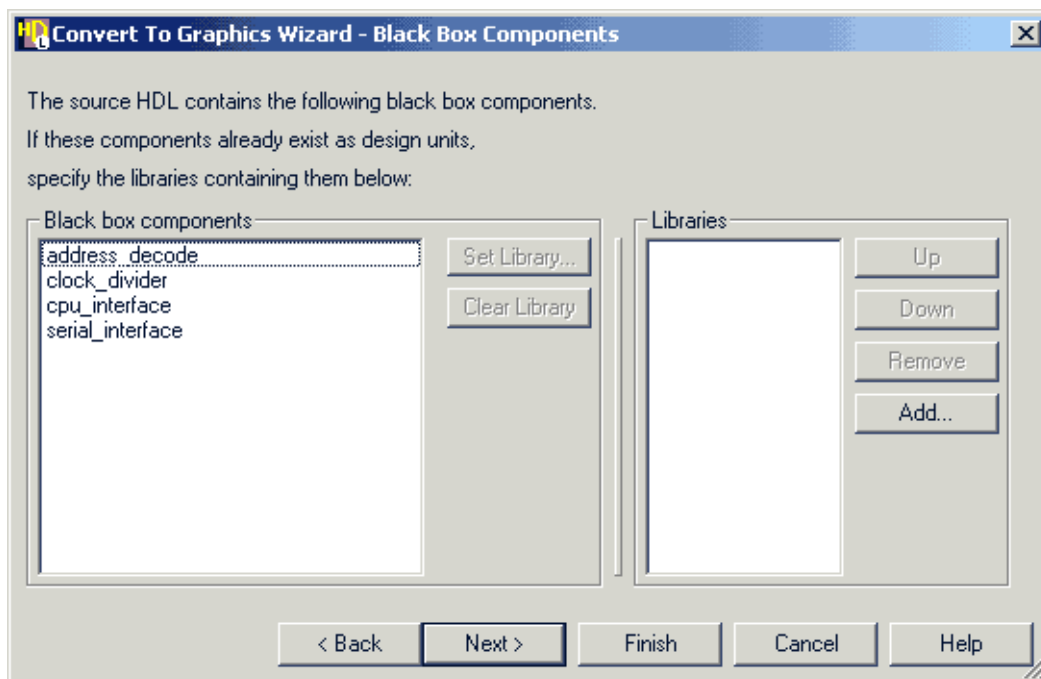 HD L Convert To Graphics Wizard - Black Box Components
The source HDL contains the following black box components.
If these components already exist as design units,
specify the libraries containing them below:
Black box components
Libraries
address_decode
clock_divider
cpu_interface
serial_interface
Set Library...
Clear Library
Up
Down
Remove
Add...
< Back
Next >
Finish
Cancel
Help